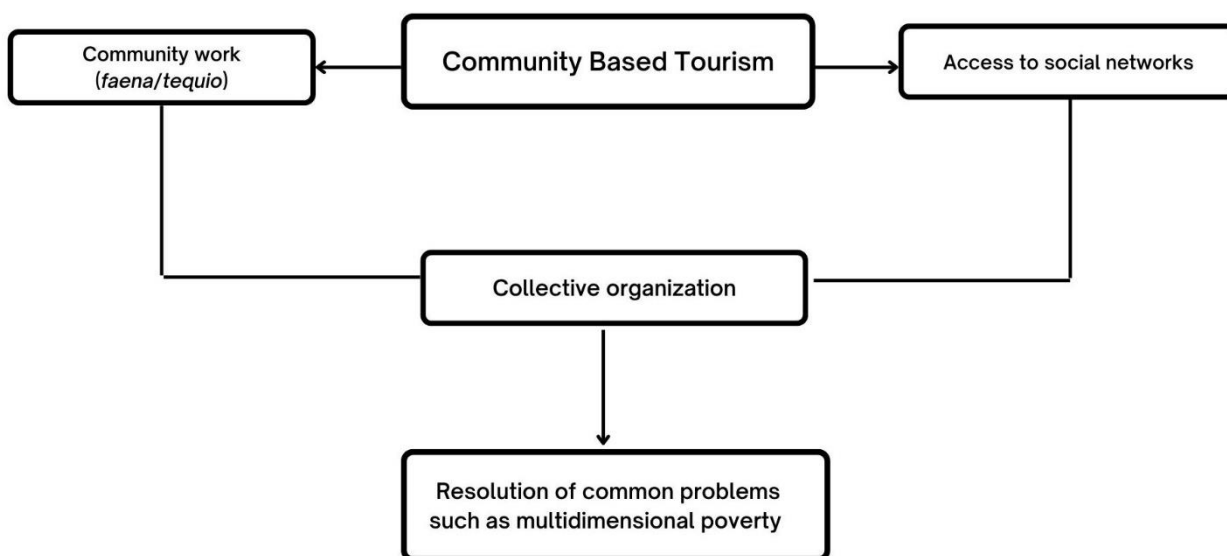 Community work
(faena/tequio)
Community Based Tourism
Access to social networks
Collective organization
Resolution of common problems
such as multidimensional poverty